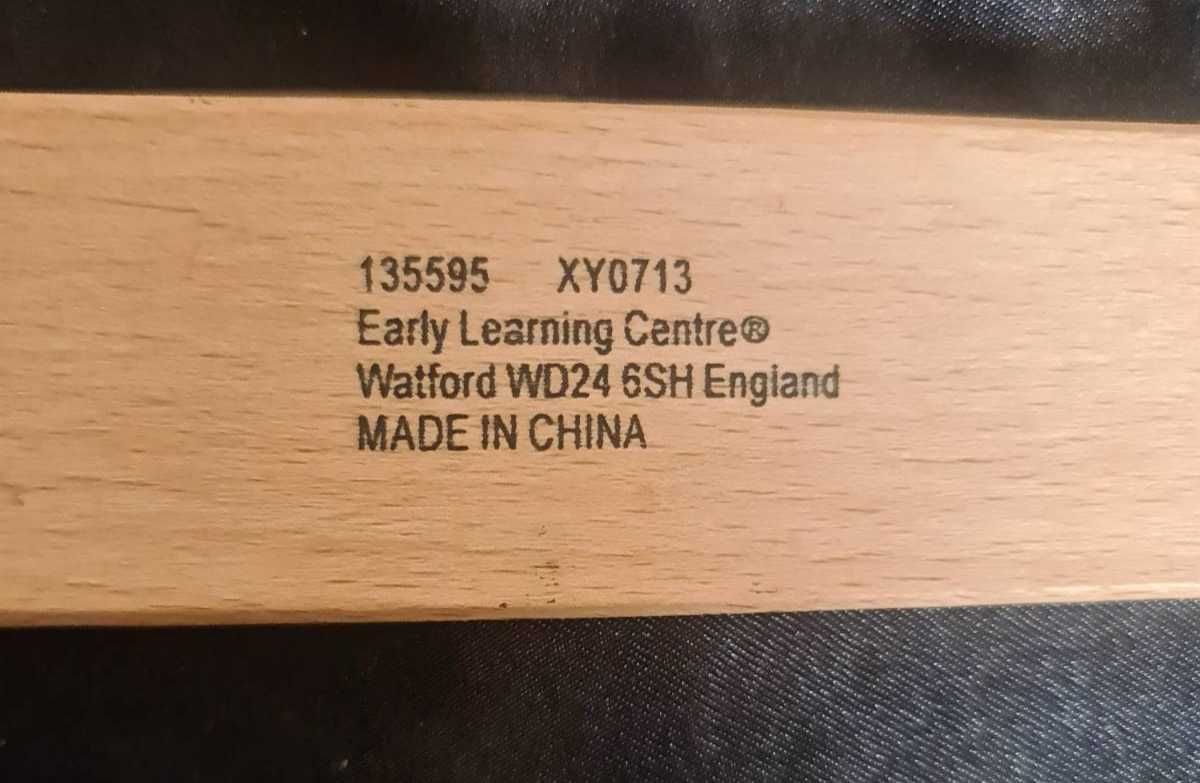 135595 XY0713
Early Learning Centre®
Watford WD24 6SH England
MADE IN CHINA